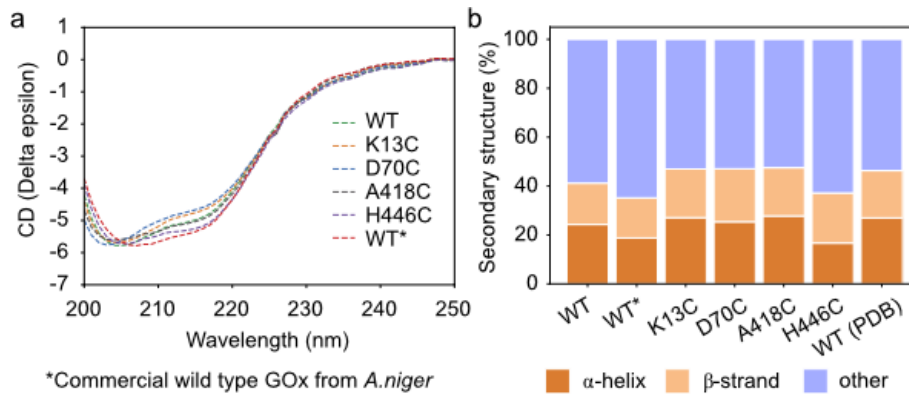 a
CD (Delta epsilon)
1
0
-1
-2
-3
-4
-5
-6
-7
200
210
220
230
240
250
Wavelength (nm)
WT
K13C
D70C
A418C
H446C
WT*
*Commercial wild type GOx from A.niger
b
Secondary structure (%)
100
80
60
40
20
0
WT
WT*
K13C
D70C
A418C
H446C
WT (PDB)
α-helix
β-strand
other